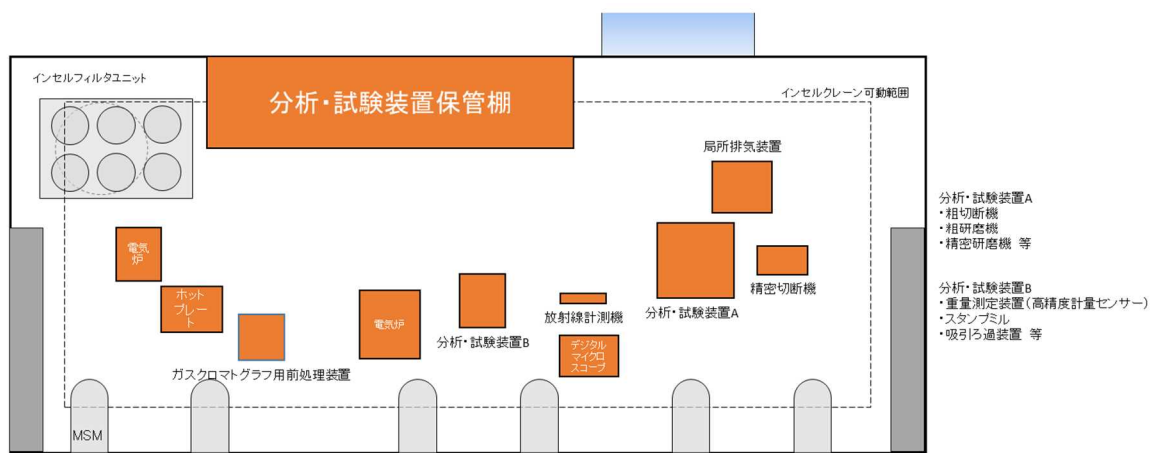 インセルフィルタユニット
分析・試験装置保管棚
インセルクレーン可動範囲
局所排気装置
分析・試験装置A
・粗切断機
・粗研磨機
・精密研磨機 等
電気
炉
ホット
プレー
ト
電気炉
分析・試験装置B
放射線計測機
分析・試験装置A
精密切断機
分析・試験装置B
・重量測定装置(高精度計量センサー)
・スタンプミル
・吸引ろ過装置 等
デジタル
マイクロ
スコープ
ガスクロマトグラフ用前処理装置
MSM